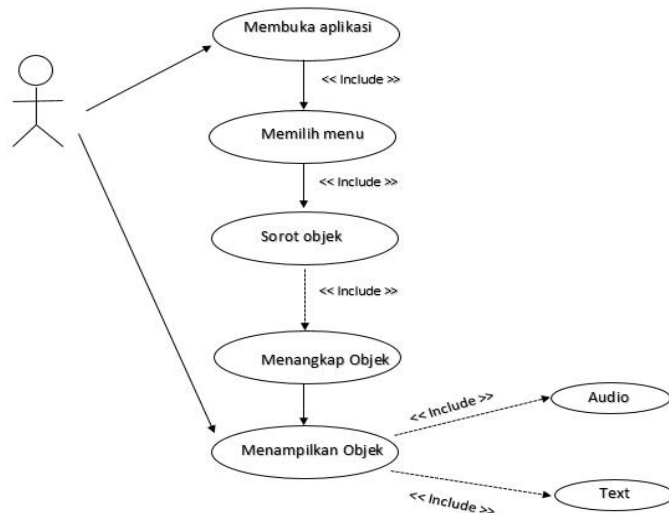 Membuka aplikasi
<< Include >>
Memilih menu
<< Include >>
Sorot objek
<< Include >>
Menangkap Objek
<< Include >>
Audio
Menampilkan Objek
<< Include >>
Text